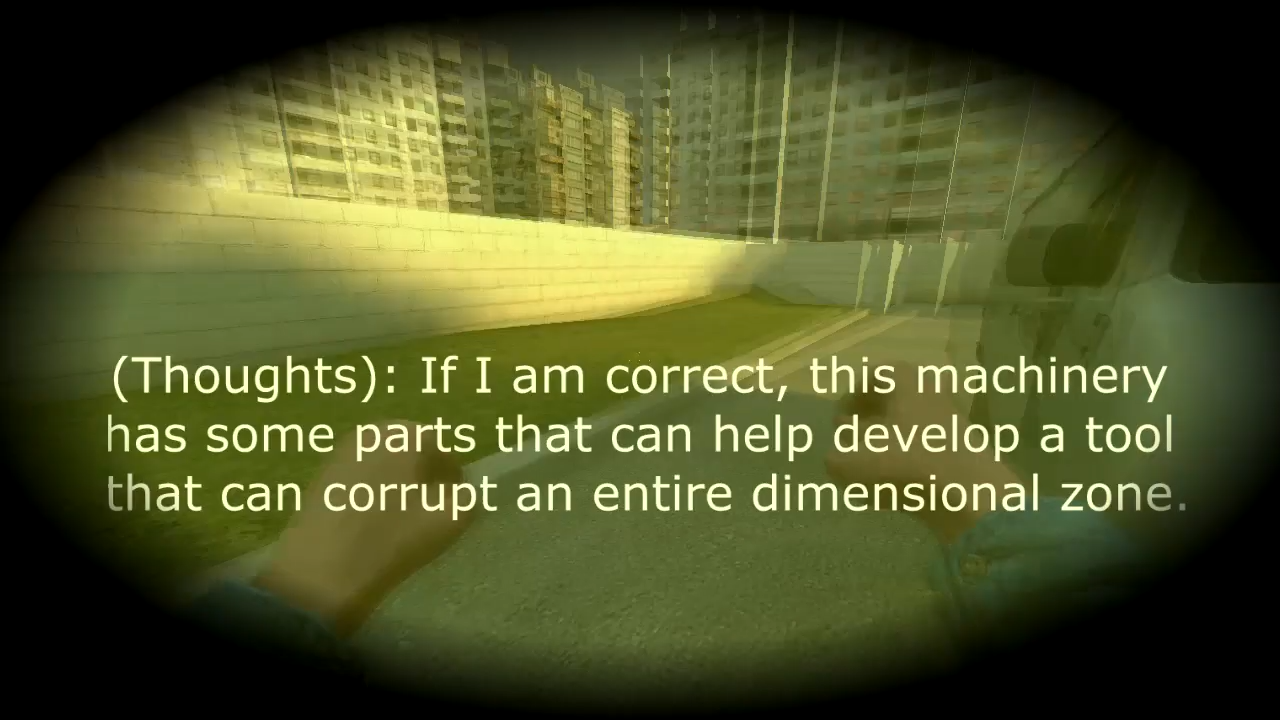 (Thoughts): If I am correct, this machinery
has some parts that can help develop a tool
that can corrupt an entire dimensional zone.